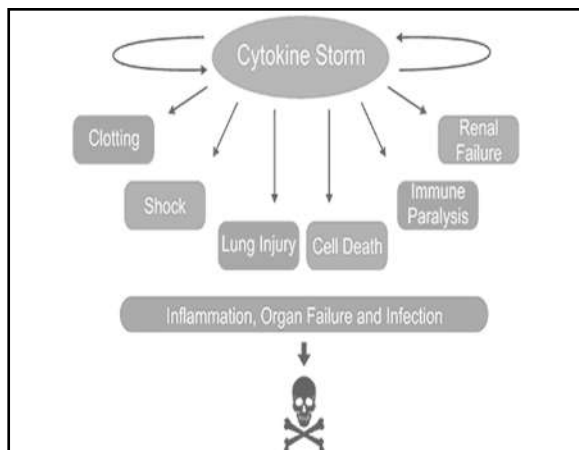 Cytokine Storm
Clotting
Renal
Failure
Shock
Immune
Paralysis
Lung Injury
Cell Death
Inflammation, Organ Failure and Infection